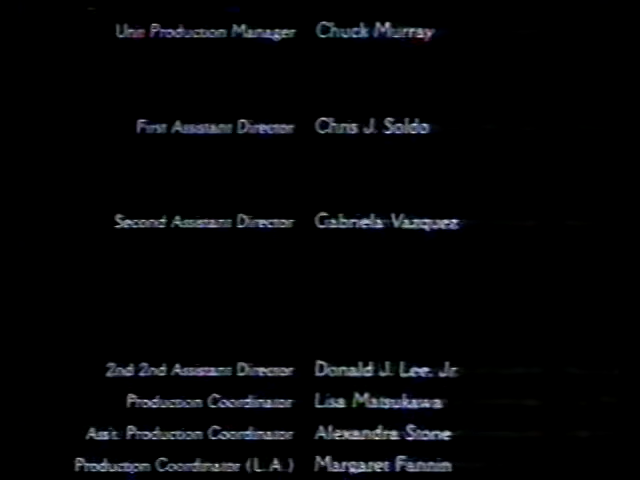 Unit Production Manager Chuck Murray
First Assistant Director Chris J. Soldo
Second Assistant Director Gabriela Vazquez
2nd 2nd Assistant Director Donald J. Lee, Jr.
Production Coordinator Lisa Matsukawa
Ass't. Production Coordinator Alexandra Stone
Production Coordinator (L.A.) Margaret Fannin